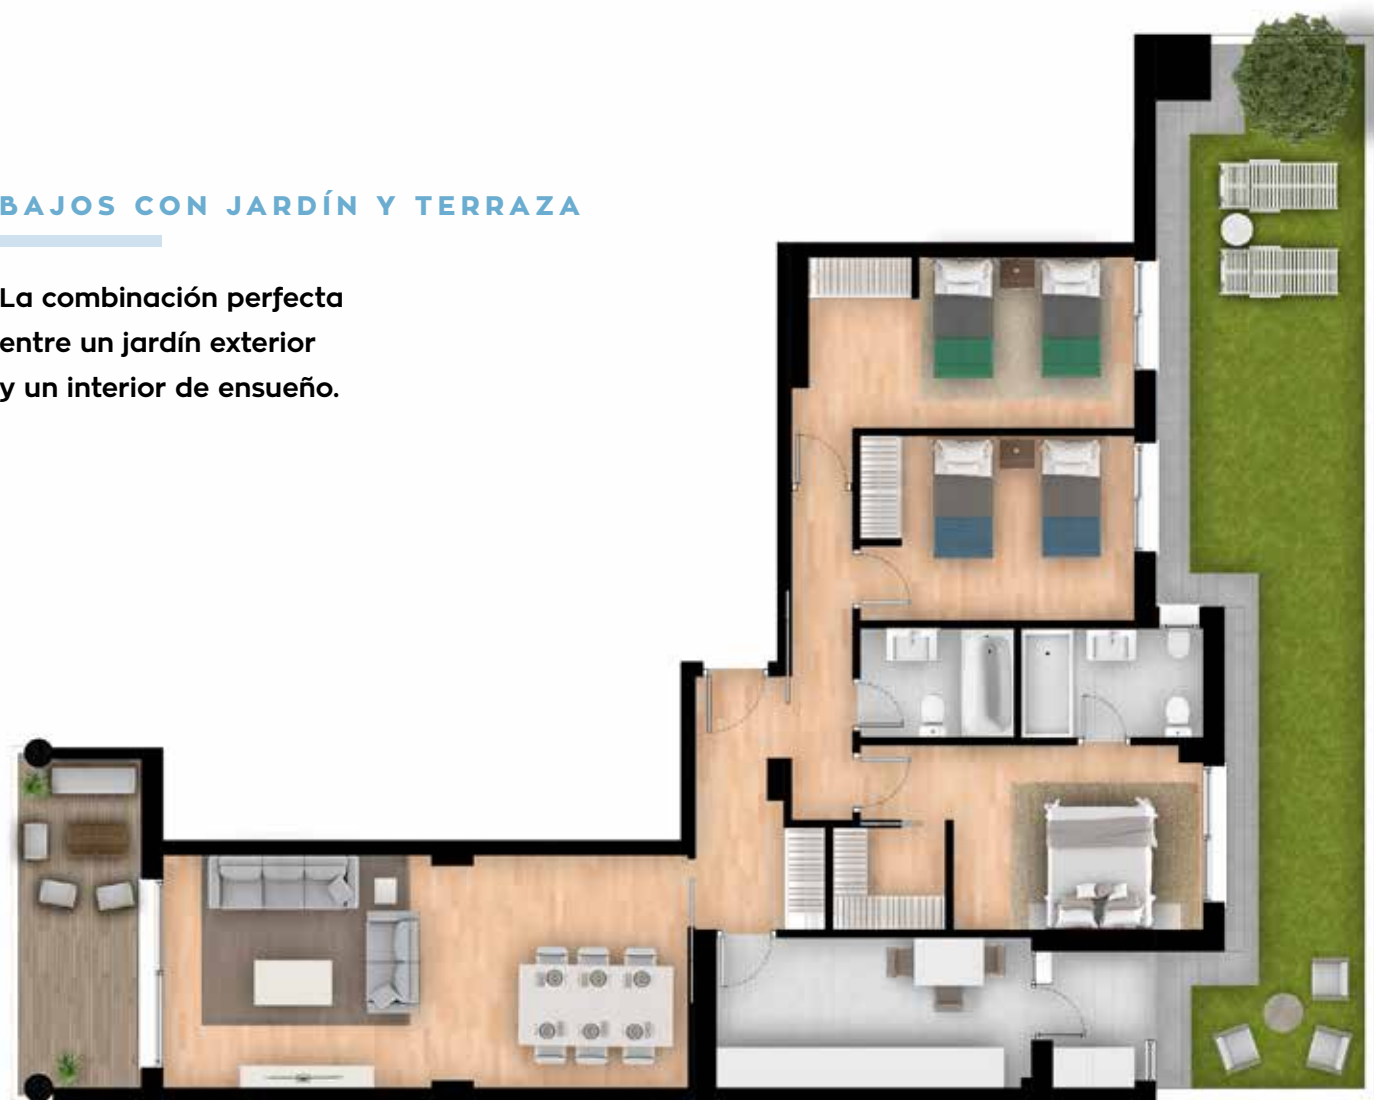 BAJOS CON JARDÍN Y TERRAZA
La combinación perfecta
entre un jardín exterior
y un interior de ensueño.